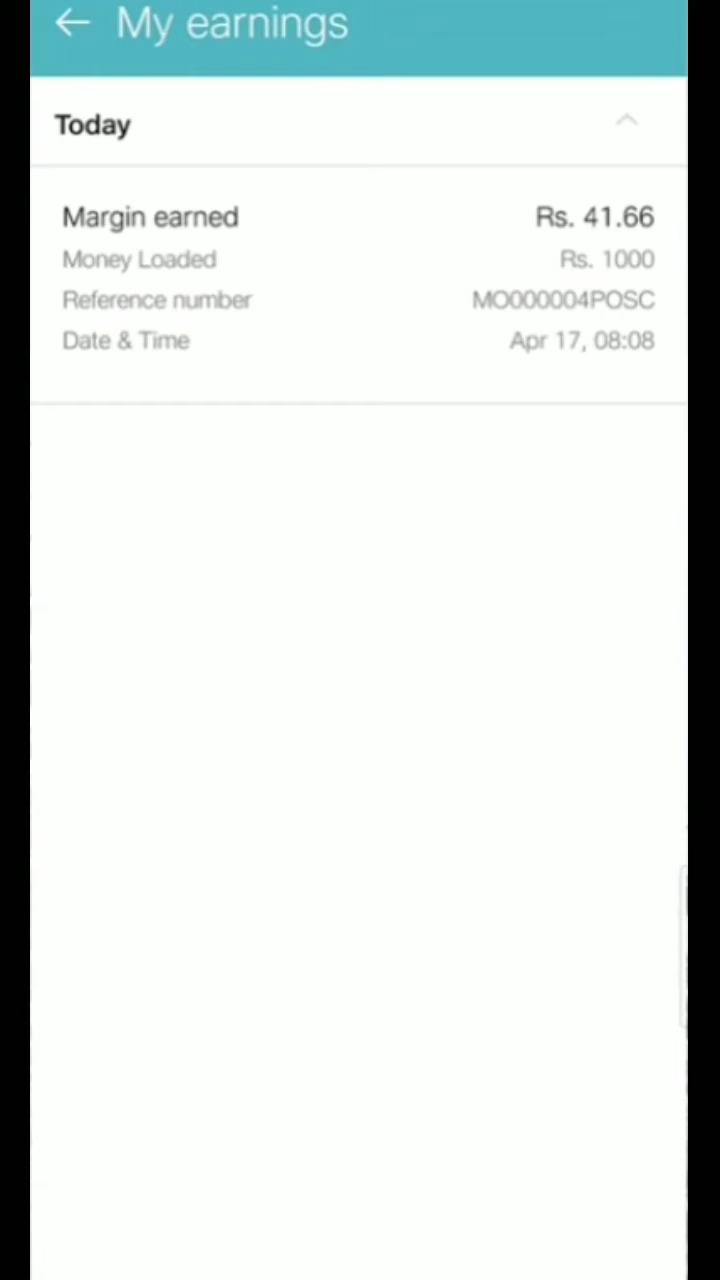 My earnings
Today
Margin earned Rs. 41.66
Money Loaded Rs. 1000
Reference number MO000004POSC
Date & Time Apr 17, 08:08